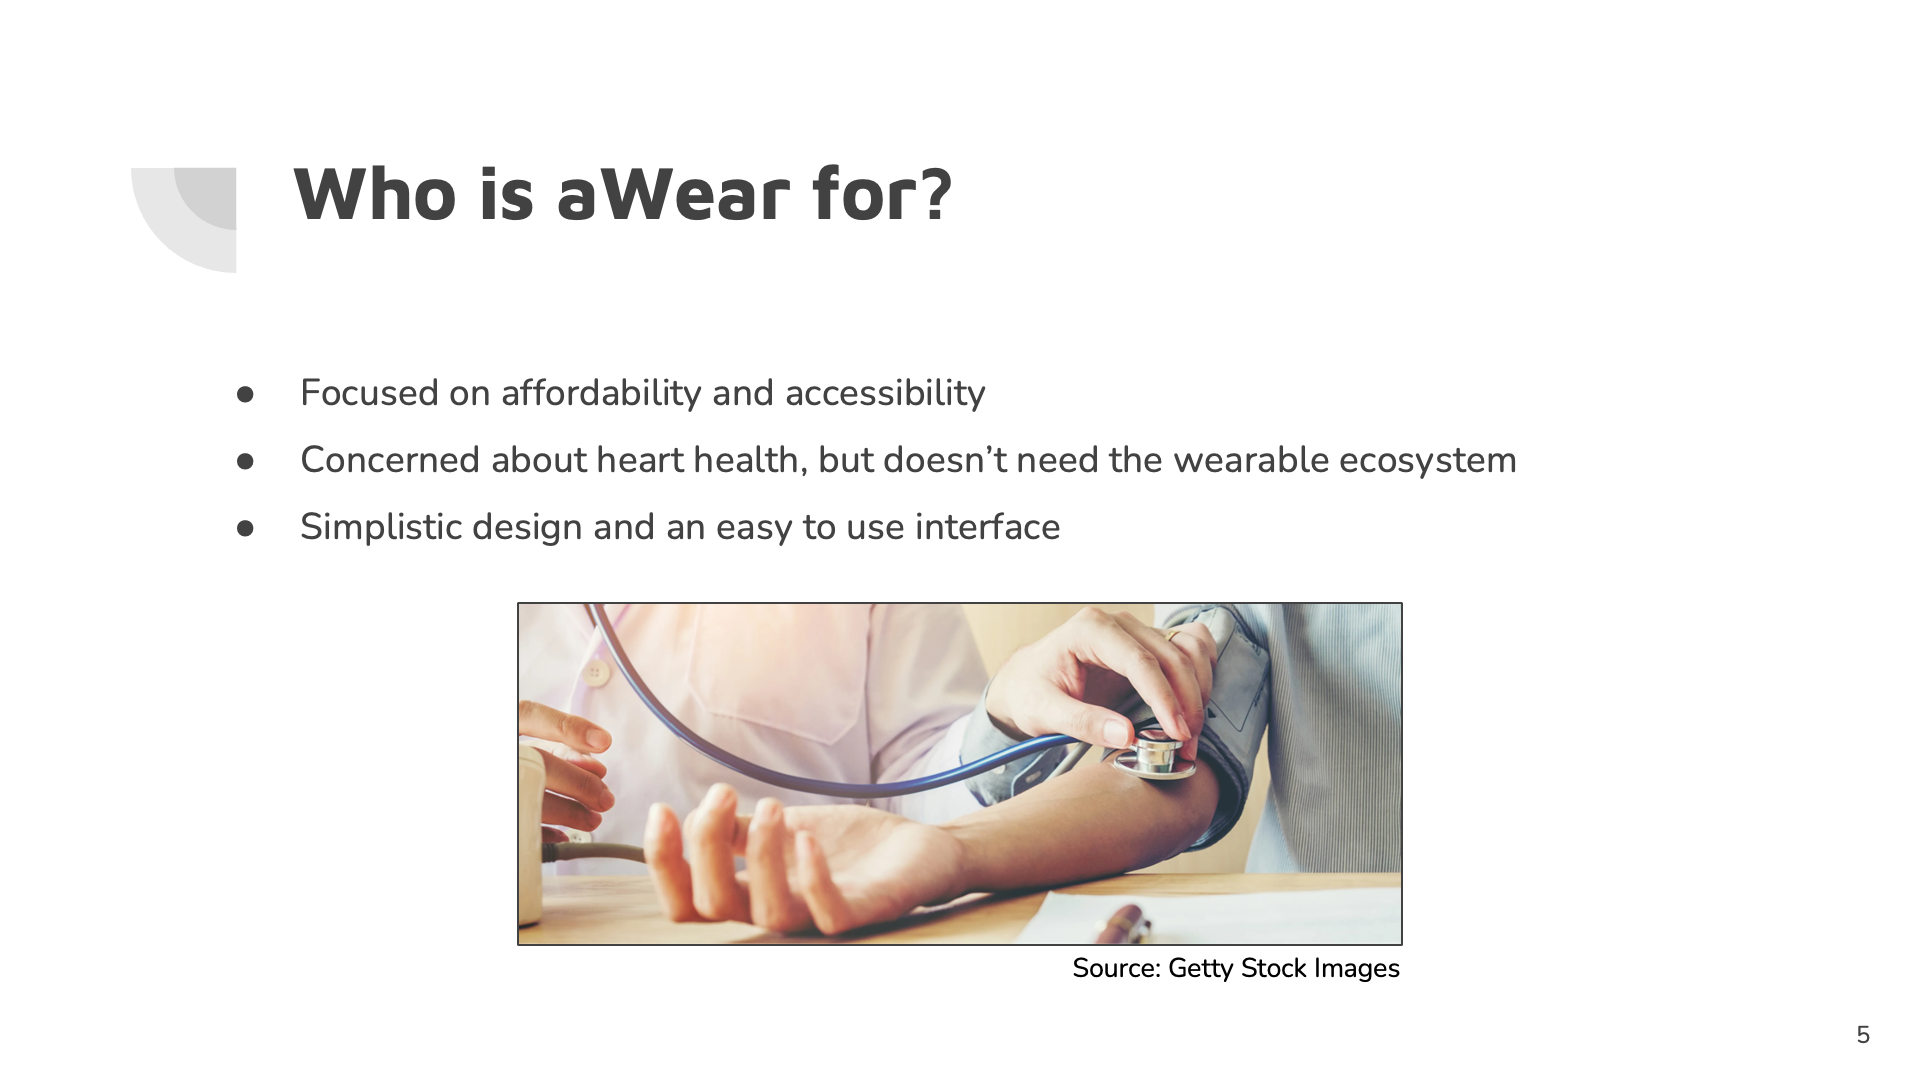 Who is aWear for?
● Focused on affordability and accessibility
● Concerned about heart health, but doesn’t need the wearable ecosystem
● Simplistic design and an easy to use interface
Source: Getty Stock Images
5